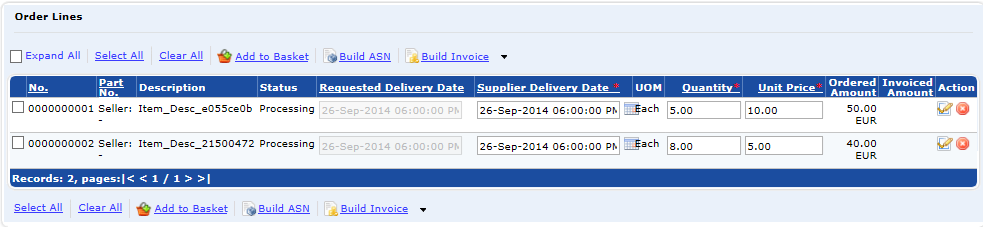 Order Lines
Expand All Select All Clear All Add to Basket Build ASN Build Invoice
No. Part No. Description Status Requested Delivery Date Supplier Delivery Date * UOM Quantity* Unit Price* Ordered Amount Invoiced Amount Action
0000000001 Seller: - Item_Desc_e055ce0b Processing 26-Sep-2014 06:00:00 PM 26-Sep-2014 06:00:00 PM Each 5.00 10.00 50.00 EUR
0000000002 Seller: - Item_Desc_21500472 Processing 26-Sep-2014 06:00:00 PM 26-Sep-2014 06:00:00 PM Each 8.00 5.00 40.00 EUR
Records: 2, pages:|< < 1 / 1 > >|
Select All Clear All Add to Basket Build ASN Build Invoice